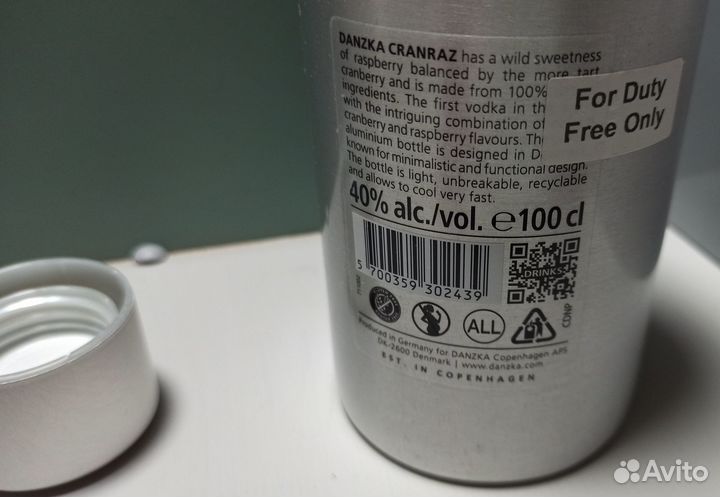 DANZKA CRANRAZ has a wild sweetness
of raspberry balanced by the more tart
cranberry and is made from 100%
ingredients. The first vodka in th
with the intriguing combination of
cranberry and raspberry flavours. Th
aluminium bottle is designed in D
known for minimalistic and functional design.
The bottle is light, unbreakable, recyclable
and allows to cool very fast.
For Duty
Free Only
40% alc./vol. e 100 cl
DRINKS
5 700359 302439
ALL
CDNP
Produced in Germany for DANZKA Copenhagen APS
DK-2600 Denmark | www.danzka.com
EST. IN COPENHAGEN
Avito